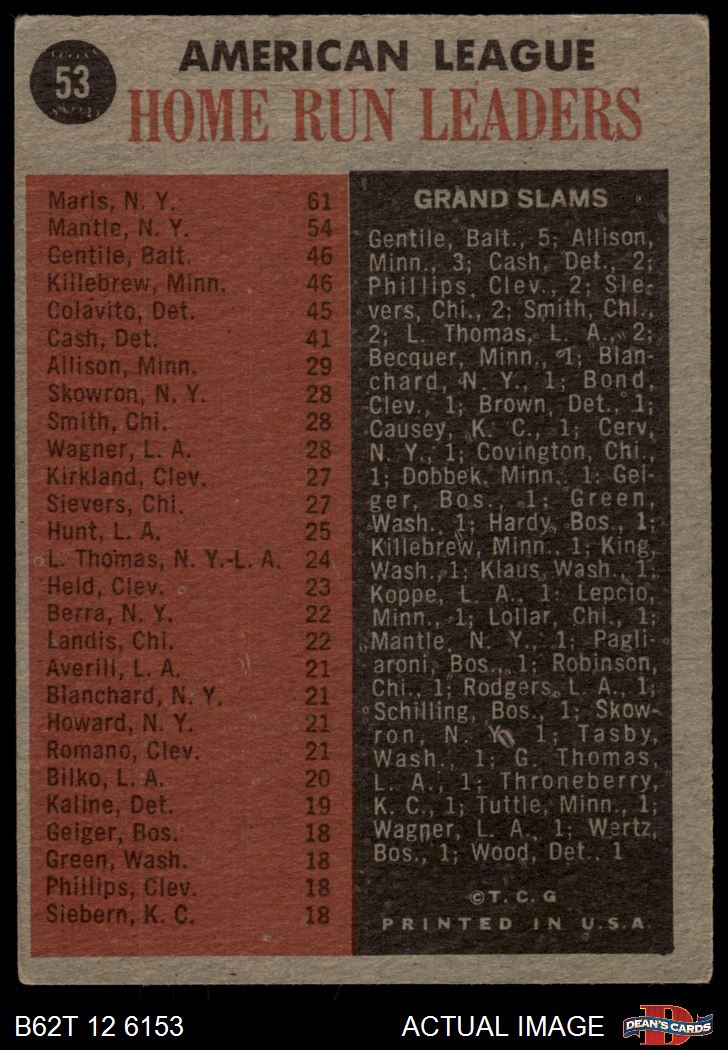 53
AMERICAN LEAGUE
HOME RUN LEADERS
Maris, N. Y. 61
Mantle, N. Y. 54
Gentile, Balt. 46
Killebrew, Minn. 46
Colavito, Det. 45
Cash, Det. 41
Allison, Minn. 29
Skowron, N. Y. 28
Smith, Chi. 28
Wagner, L. A. 28
Kirkland, Clev. 27
Sievers, Chi. 27
Hunt, L. A. 25
L. Thomas, N. Y.-L. A. 24
Held, Clev. 23
Berra, N. Y. 22
Landis, Chi. 22
Averill, L. A. 21
Blanchard, N. Y. 21
Howard, N. Y. 21
Romano, Clev. 21
Bilko, L. A. 20
Kaline, Det. 19
Geiger, Bos. 18
Green, Wash. 18
Phillips, Clev. 18
Siebern, K. C. 18
GRAND SLAMS
Gentile, Balt., 5; Allison,
Minn., 3; Cash, Det., 2;
Phillips, Clev., 2; Sie-
vers, Chi., 2; Smith, Chi.,
2; L. Thomas, L. A., 2;
Becquer, Minn., 1; Blan-
chard, N. Y., 1; Bond,
Clev., 1; Brown, Det., 1;
Causey, K. C., 1; Cerv,
N. Y., 1; Covington, Chi.,
1; Dobbek, Minn., 1; Gei-
ger, Bos., 1; Green,
Wash., 1; Hardy, Bos., 1;
Killebrew, Minn., 1; King,
Wash., 1; Klaus, Wash., 1;
Koppe, L. A., 1; Lepcio,
Minn., 1; Lollar, Chi., 1;
Mantle, N. Y., 1; Pagli-
aroni, Bos., 1; Robinson,
Chi., 1; Rodgers, L. A., 1;
Schilling, Bos., 1; Skow-
ron, N. Y., 1; Tasby,
Wash., 1; G. Thomas,
L. A., 1; Throneberry,
K. C., 1; Tuttle, Minn., 1;
Wagner, L. A., 1; Wertz,
Bos., 1; Wood, Det., 1
© T. C. G
PRINTED IN U.S.A.
B62T 12 6153
ACTUAL IMAGE
D
DEAN'S CARDS